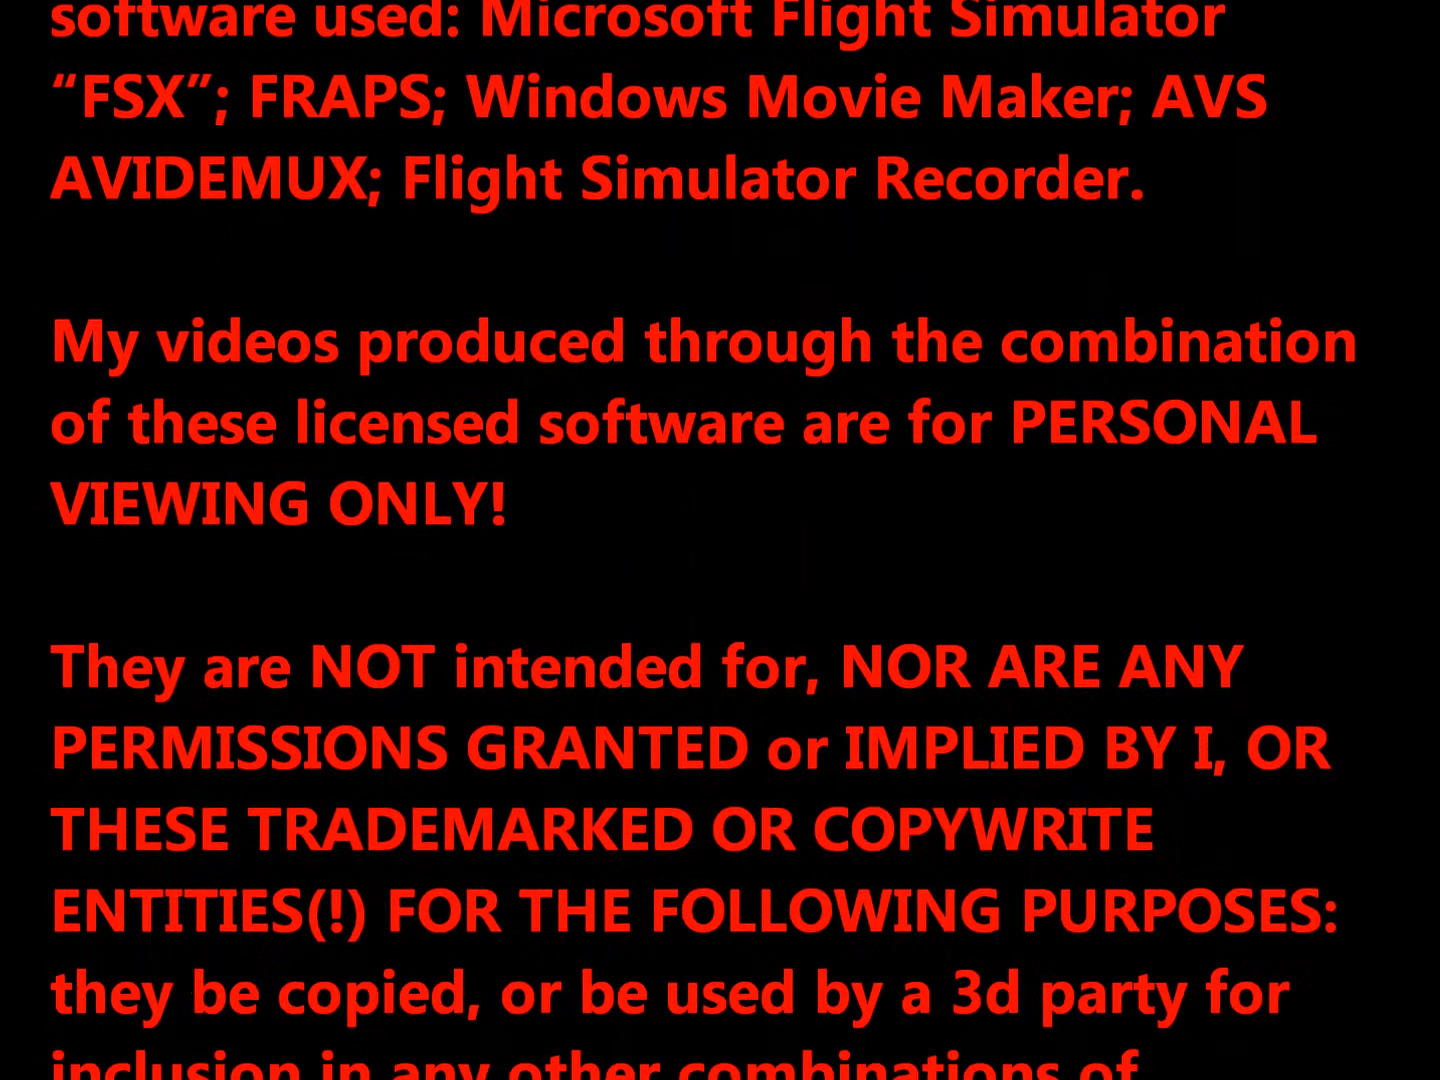 software used: Microsoft Flight Simulator
“FSX”; FRAPS; Windows Movie Maker; AVS
AVIDEMUX; Flight Simulator Recorder.
My videos produced through the combination
of these licensed software are for PERSONAL
VIEWING ONLY!
They are NOT intended for, NOR ARE ANY
PERMISSIONS GRANTED or IMPLIED BY I, OR
THESE TRADEMARKED OR COPYWRITE
ENTITIES(!) FOR THE FOLLOWING PURPOSES:
they be copied, or be used by a 3d party for
inclusion in any other combinations of